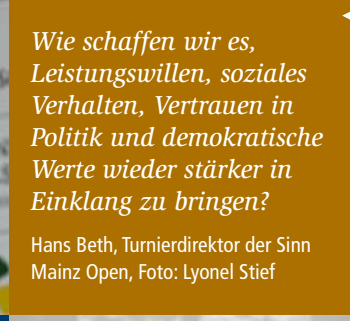 Wie schaffen wir es,
Leistungswillen, soziales
Verhalten, Vertrauen in
Politik und demokratische
Werte wieder stärker in
Einklang zu bringen?
Hans Beth, Turnierdirektor der Sinn
Mainz Open, Foto: Lyonel Stief